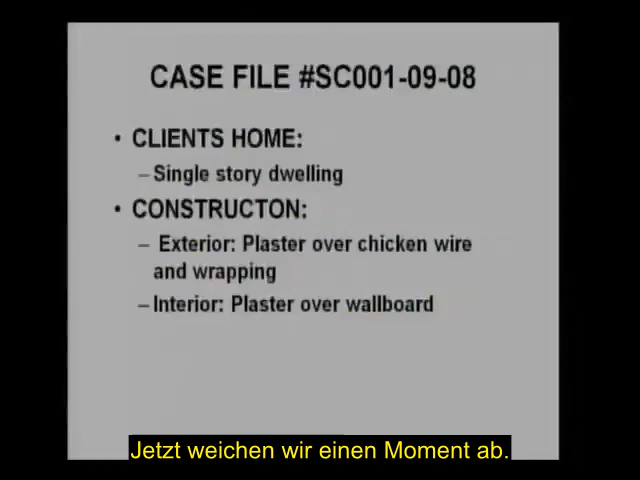 CASE FILE #SC001-09-08
• CLIENTS HOME:
– Single story dwelling
• CONSTRUCTON:
– Exterior: Plaster over chicken wire
and wrapping
– Interior: Plaster over wallboard
Jetzt weichen wir einen Moment ab.